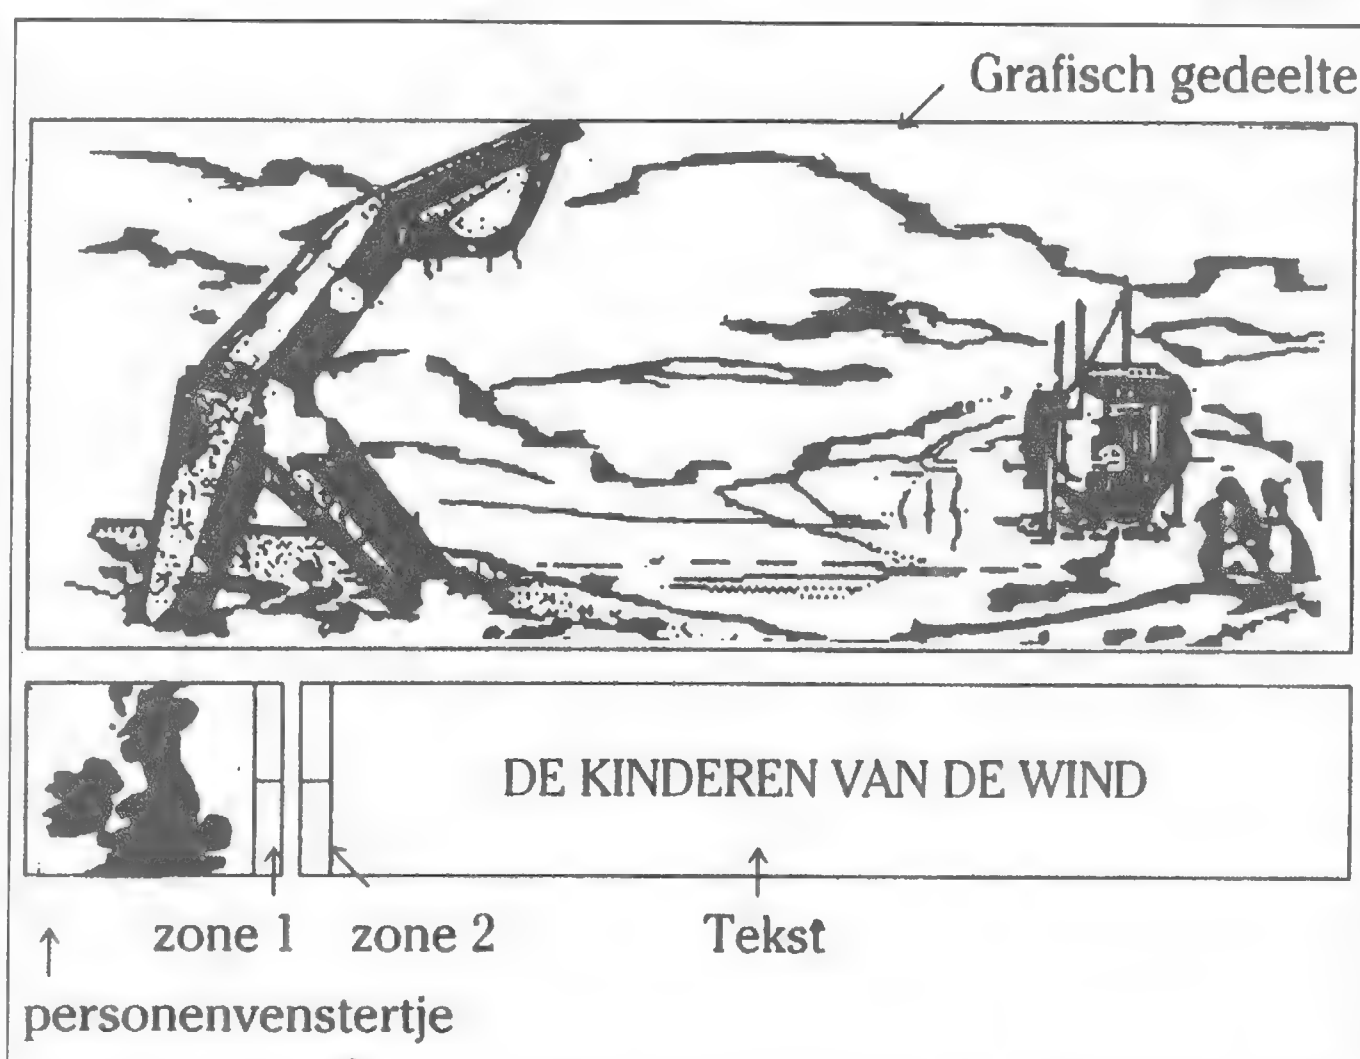 Grafisch gedeelte
DE KINDEREN VAN DE WIND
zone 1 zone 2 Tekst
personenvenstertje